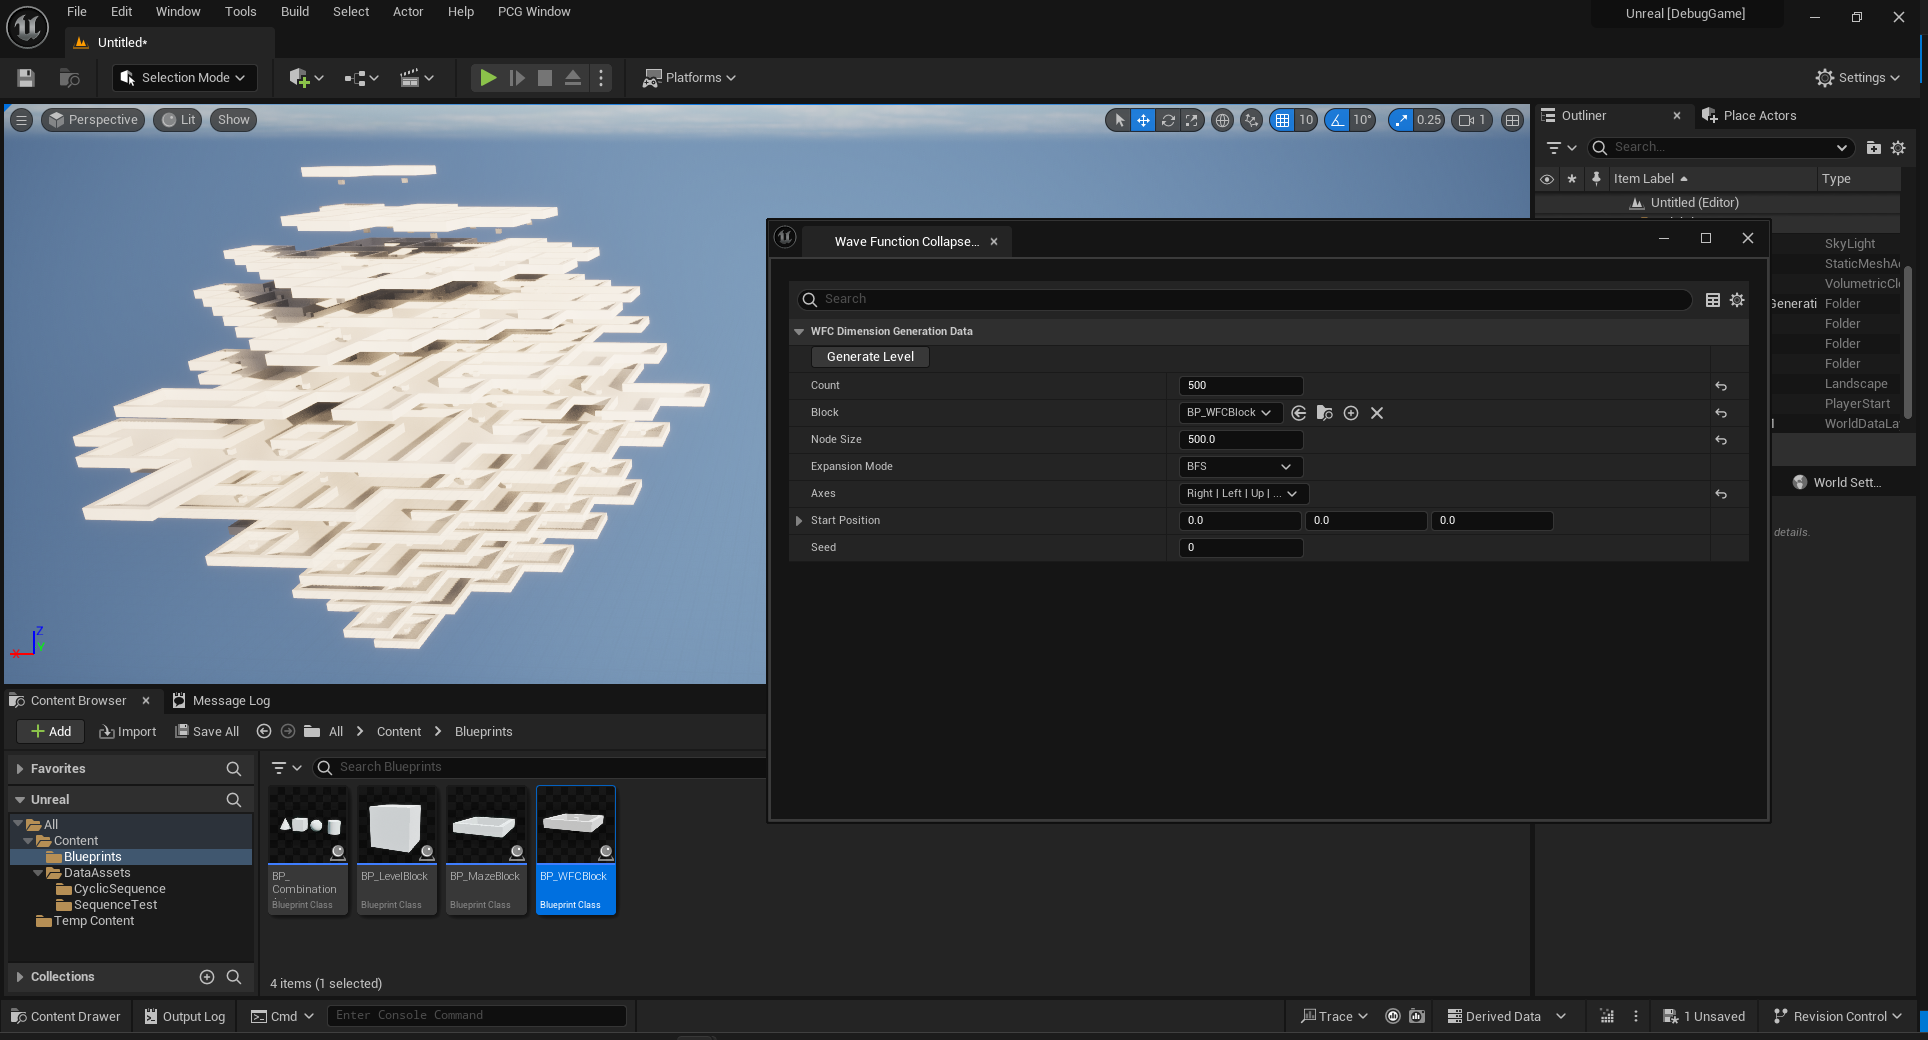 File Edit Window Tools Build Select Actor Help PCG Window
Unreal [DebugGame]
Untitled*
Selection Mode
Platforms
Settings
Perspective Lit Show
10 10° 0.25 1
Outliner
Place Actors
Search...
Item Label Type
Untitled (Editor)
SkyLight
StaticMeshAc
VolumetricCl
Generati Folder
Folder
Folder
Folder
Landscape
PlayerStart
WorldDataLa
World Sett...
details.
Wave Function Collapse...
Search
WFC Dimension Generation Data
Generate Level
Count 500
Block BP_WFCBlock
Node Size 500.0
Expansion Mode BFS
Axes Right | Left | Up | ...
Start Position 0.0 0.0 0.0
Seed 0
Z
Y
X
Content Browser
Message Log
Add Import Save All All Content Blueprints
Favorites
Search Blueprints
Unreal
All
Content
Blueprints
DataAssets
CyclicSequence
SequenceTest
Temp Content
Collections
BP_
Combination
Blueprint Class
BP_LevelBlock
Blueprint Class
BP_MazeBlock
Blueprint Class
BP_WFCBlock
Blueprint Class
4 items (1 selected)
Content Drawer Output Log Cmd Enter Console Command
Trace Derived Data 1 Unsaved Revision Control